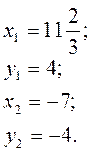 x₁ = 11 2/3;
y₁ = 4;
x₂ = −7;
y₂ = −4.